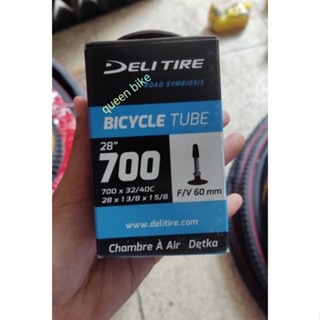 DELI TIRE
ROAD SYMBIOSIS
queen bike
BICYCLE TUBE
28"
700
700 x 32/40C
28 x 1 3/8 x 1 5/8
F/V 60 mm
www.delitire.com
Chambre À Air Dętka